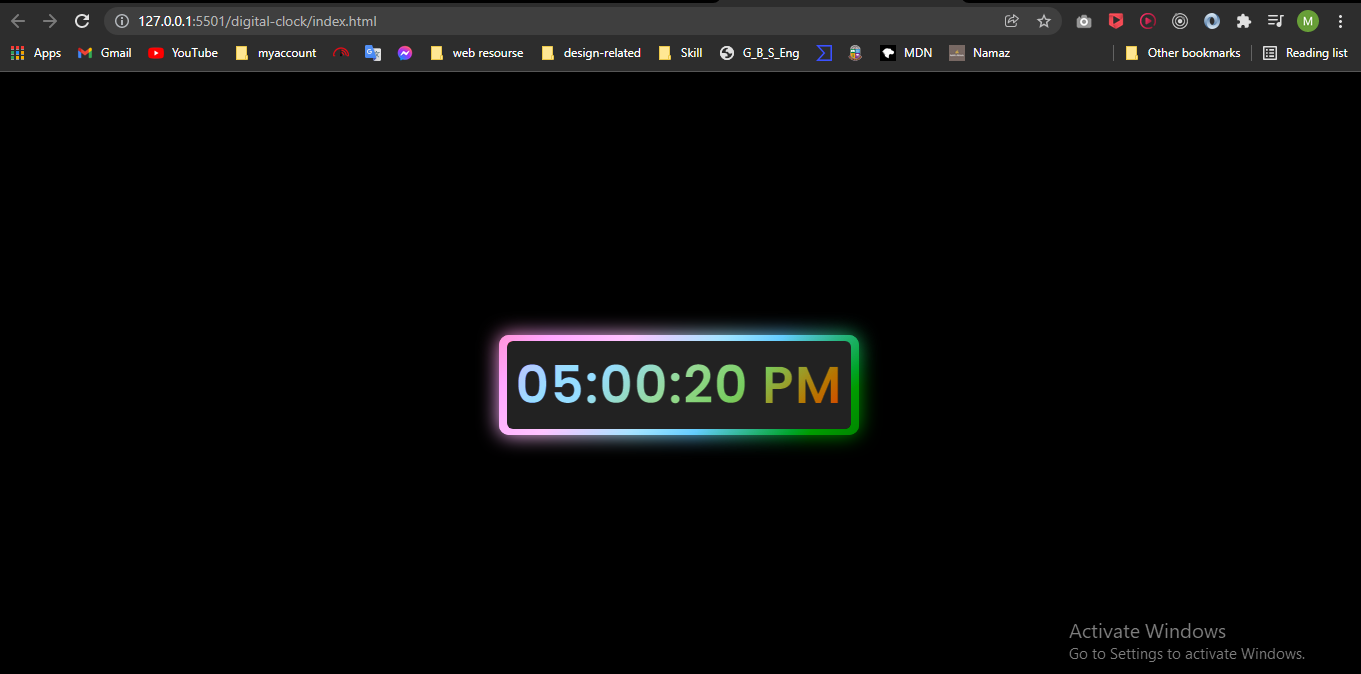 127.0.0.1:5501/digital-clock/index.html M
Apps Gmail YouTube myaccount web resourse design-related Skill G_B_S_Eng MDN Namaz Other bookmarks Reading list
05:00:20 PM
Activate Windows
Go to Settings to activate Windows.